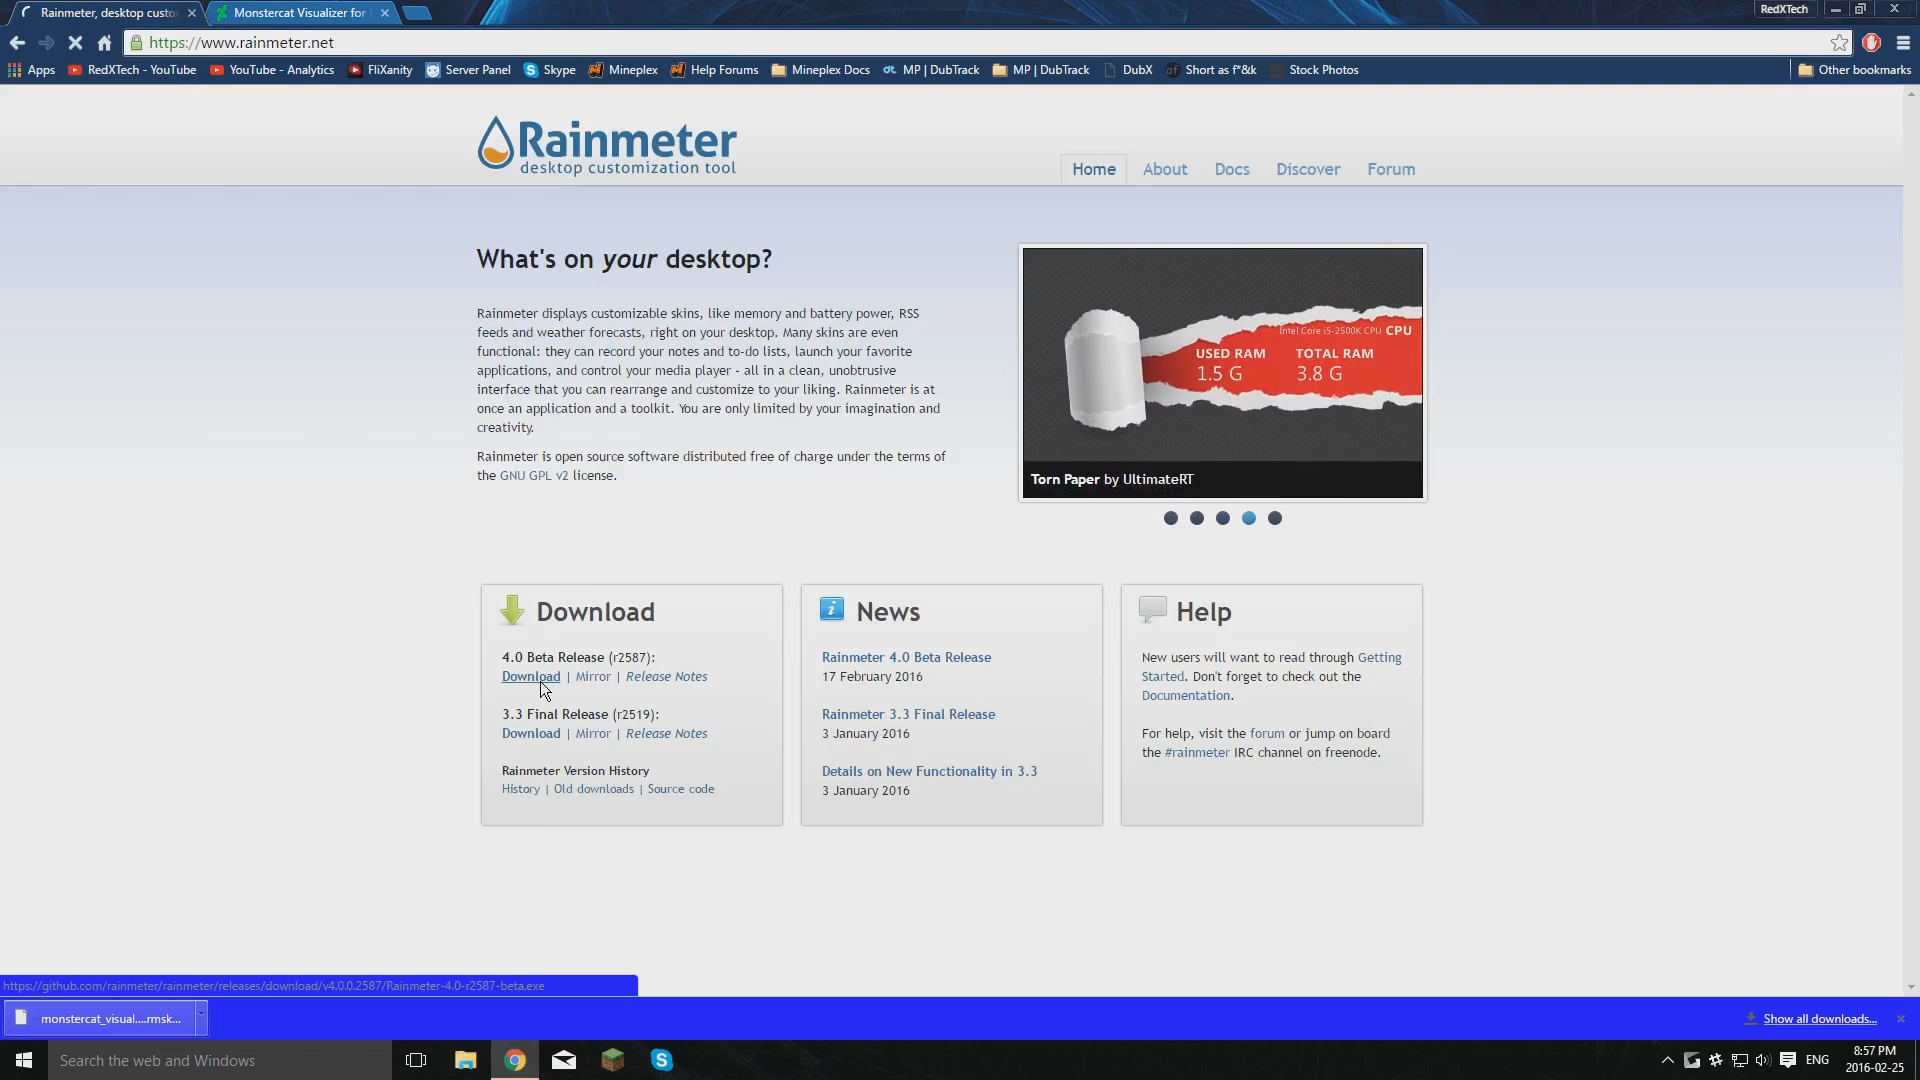 Rainmeter, desktop custo
Monstercat Visualizer for
RedXTech
https://www.rainmeter.net
Apps
RedXTech - YouTube
YouTube - Analytics
FliXanity
Server Panel
Skype
Mineplex
Help Forums
Mineplex Docs
MP | DubTrack
MP | DubTrack
DubX
Short as f*&k
Stock Photos
Other bookmarks
Rainmeter
desktop customization tool
Home
About
Docs
Discover
Forum
What's on your desktop?
Rainmeter displays customizable skins, like memory and battery power, RSS
feeds and weather forecasts, right on your desktop. Many skins are even
functional: they can record your notes and to-do lists, launch your favorite
applications, and control your media player - all in a clean, unobtrusive
interface that you can rearrange and customize to your liking. Rainmeter is at
once an application and a toolkit. You are only limited by your imagination and
creativity.
Rainmeter is open source software distributed free of charge under the terms of
the GNU GPL v2 license.
Intel Core i5-2500K CPU CPU
USED RAM TOTAL RAM
1.5 G 3.8 G
Torn Paper by UltimateRT
Download
4.0 Beta Release (r2587):
Download | Mirror | Release Notes
3.3 Final Release (r2519):
Download | Mirror | Release Notes
Rainmeter Version History
History | Old downloads | Source code
News
Rainmeter 4.0 Beta Release
17 February 2016
Rainmeter 3.3 Final Release
3 January 2016
Details on New Functionality in 3.3
3 January 2016
Help
New users will want to read through Getting
Started. Don't forget to check out the
Documentation.
For help, visit the forum or jump on board
the #rainmeter IRC channel on freenode.
https://github.com/rainmeter/rainmeter/releases/download/v4.0.0.2587/Rainmeter-4.0-r2587-beta.exe
monstercat_visual....rmsk...
Show all downloads...
Search the web and Windows
ENG
8:57 PM
2016-02-25